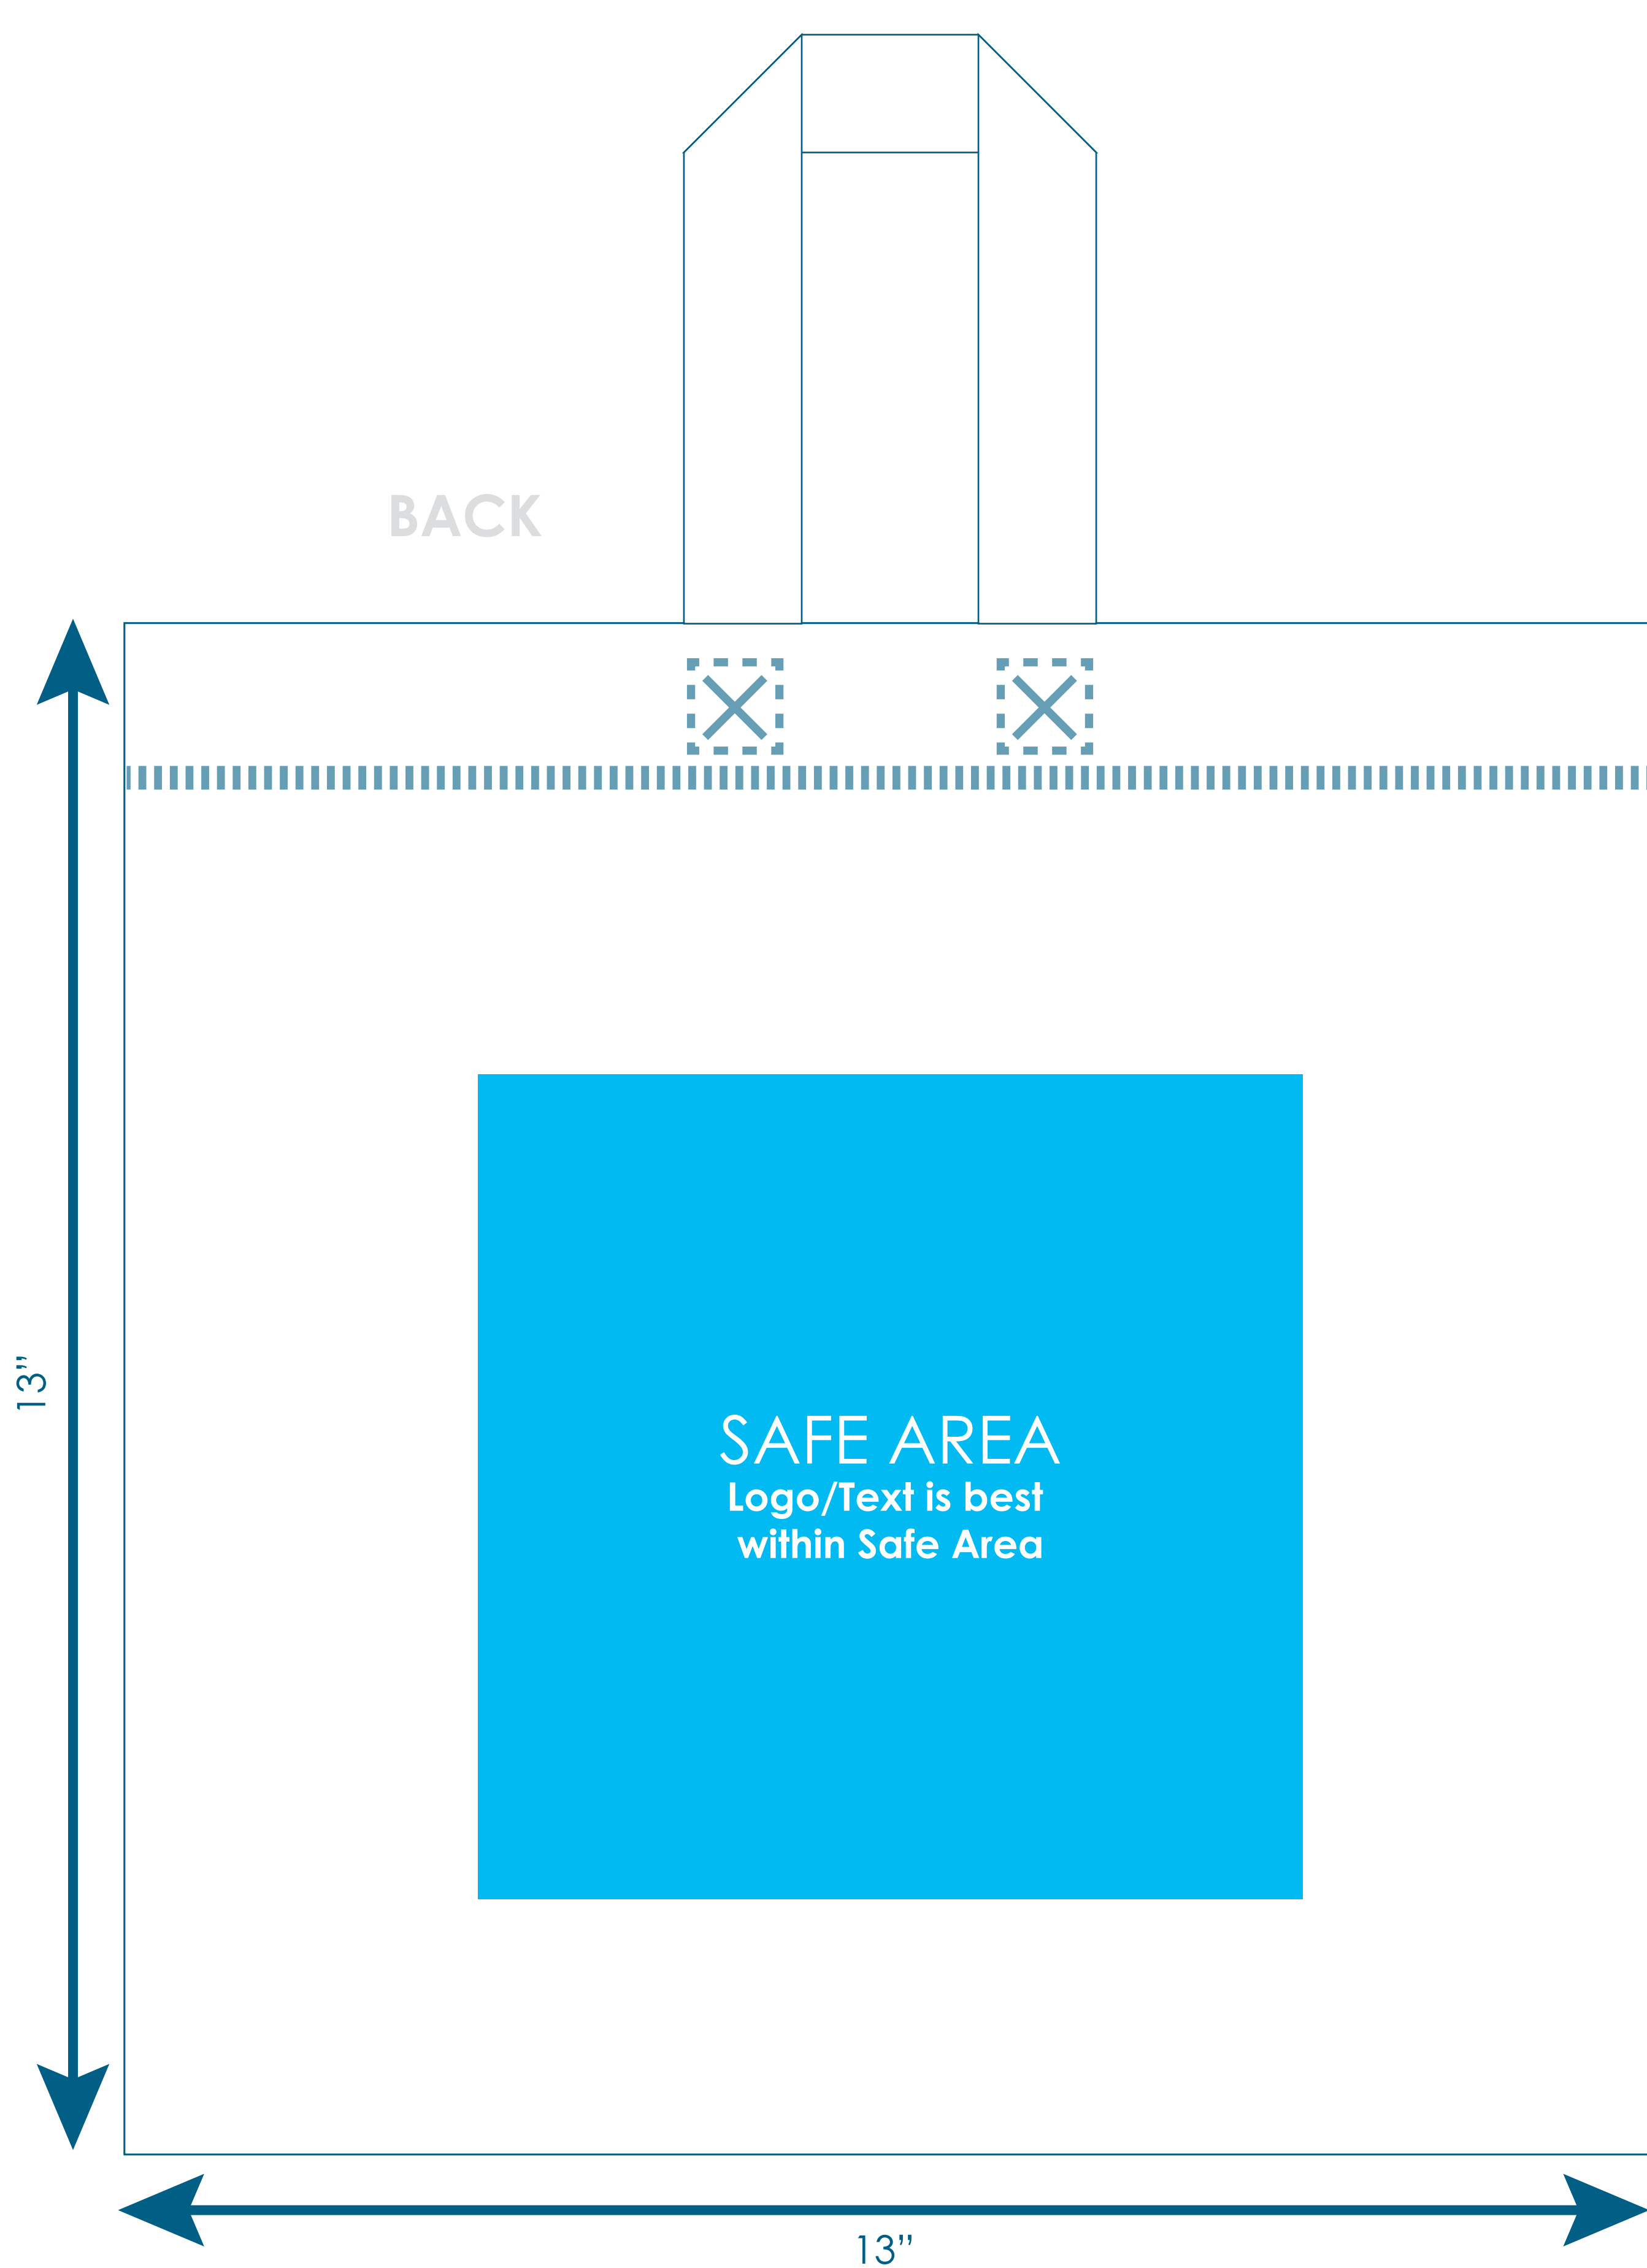 BACK
13”
SAFE AREA
Logo/Text is best
within Safe Area
13”